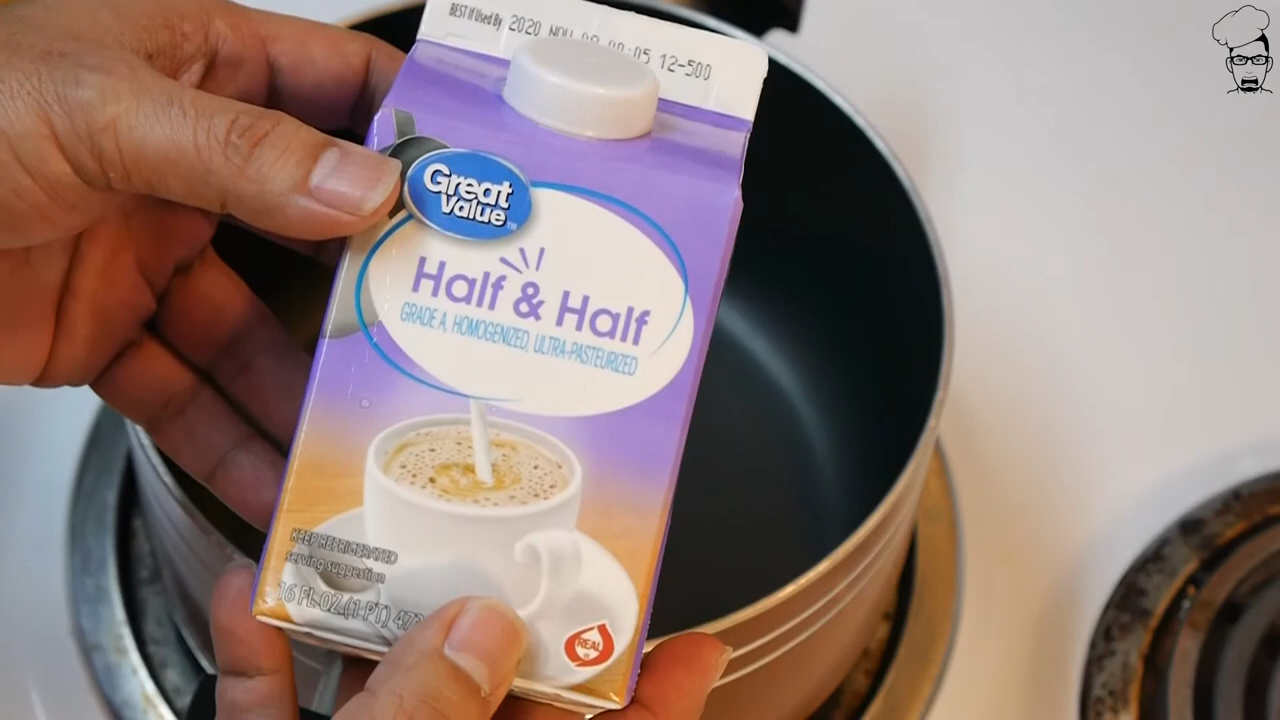 BEST If Used By 2020 NOV 08 00:05 12-500
Great
Value™
Half & Half
GRADE A, HOMOGENIZED, ULTRA-PASTEURIZED
KEEP REFRIGERATED
serving suggestion
16 FL OZ (1 PT)
REAL